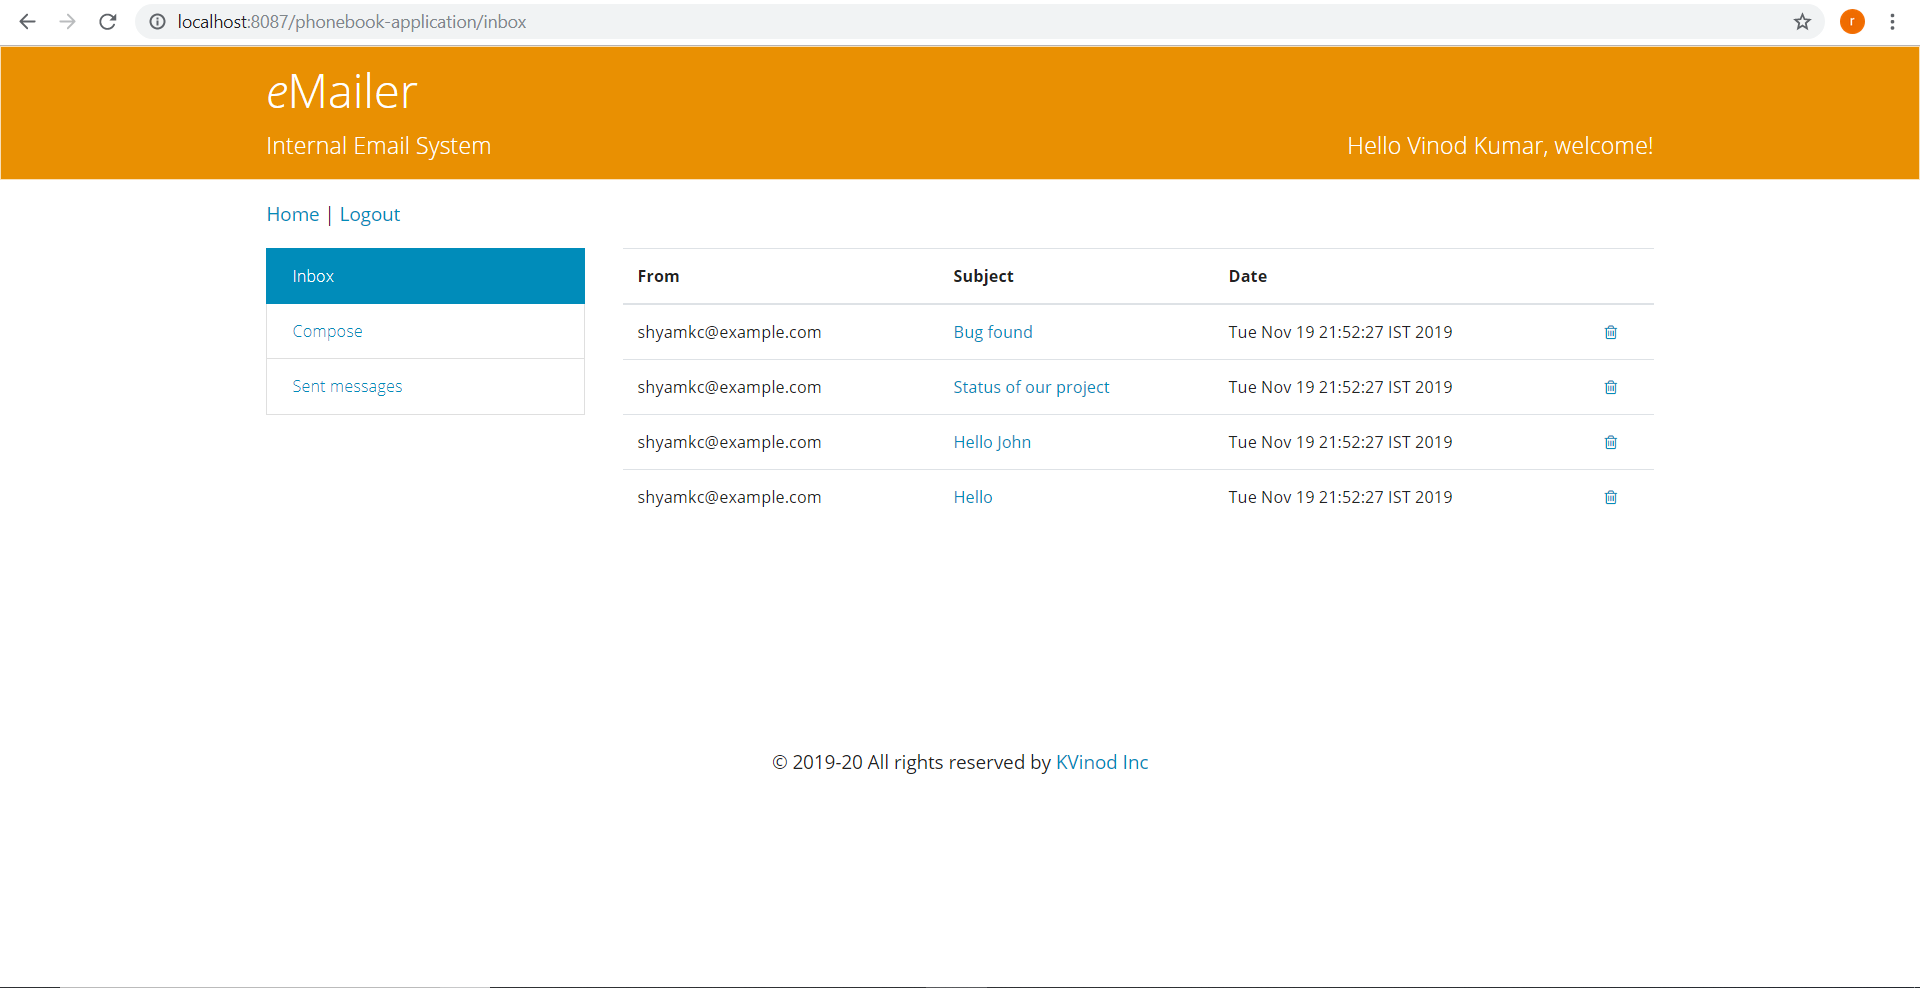 localhost:8087/phonebook-application/inbox
r
eMailer
Internal Email System
Hello Vinod Kumar, welcome!
Home | Logout
Inbox
Compose
Sent messages
From Subject Date
shyamkc@example.com Bug found Tue Nov 19 21:52:27 IST 2019
shyamkc@example.com Status of our project Tue Nov 19 21:52:27 IST 2019
shyamkc@example.com Hello John Tue Nov 19 21:52:27 IST 2019
shyamkc@example.com Hello Tue Nov 19 21:52:27 IST 2019
© 2019-20 All rights reserved by KVinod Inc